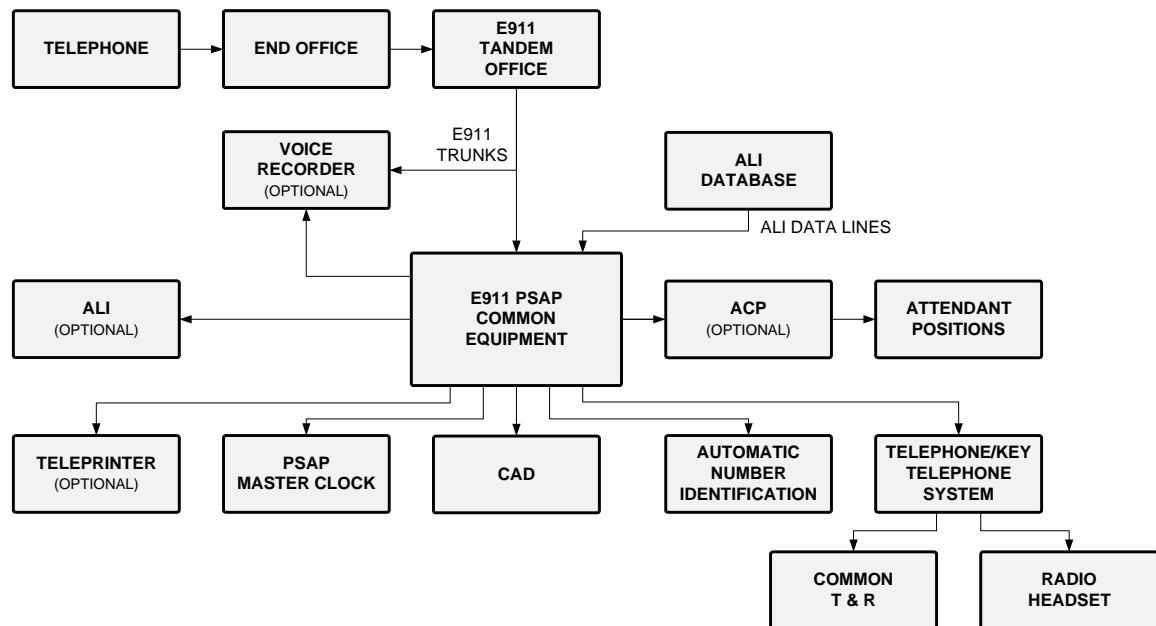 TELEPHONE
END OFFICE
E911
TANDEM
OFFICE
E911
TRUNKS
VOICE
RECORDER
(OPTIONAL)
ALI
DATABASE
ALI DATA LINES
ALI
(OPTIONAL)
E911 PSAP
COMMON
EQUIPMENT
ACP
(OPTIONAL)
ATTENDANT
POSITIONS
TELEPRINTER
(OPTIONAL)
PSAP
MASTER CLOCK
CAD
AUTOMATIC
NUMBER
IDENTIFICATION
TELEPHONE/KEY
TELEPHONE
SYSTEM
COMMON
T & R
RADIO
HEADSET